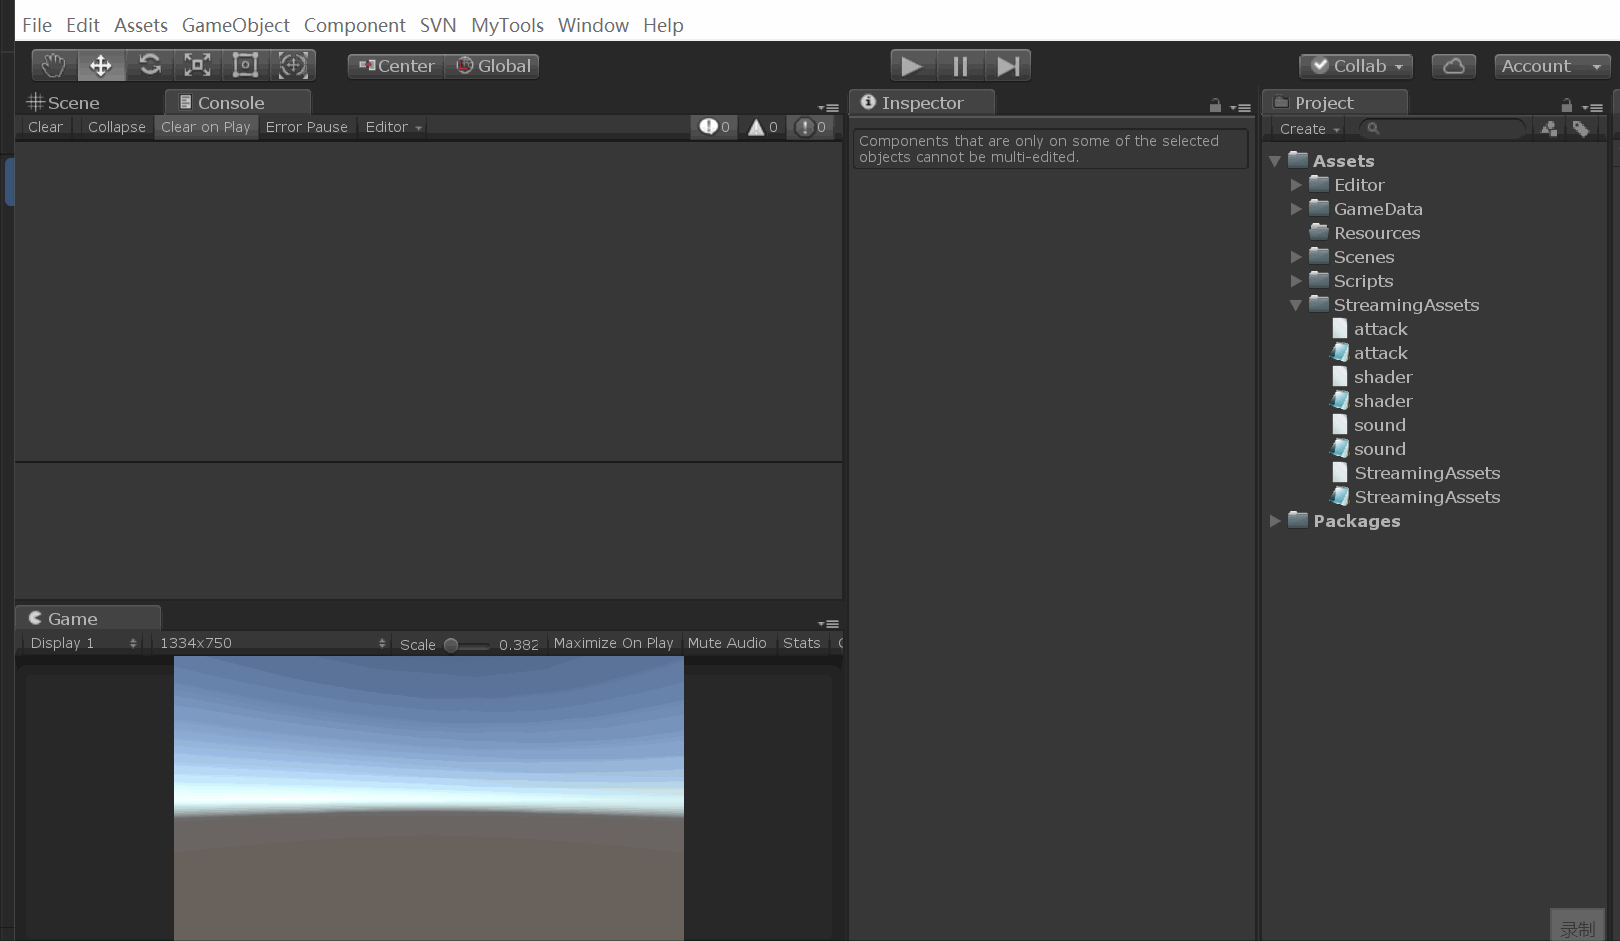 File Edit Assets GameObject Component SVN MyTools Window Help
Center Global Collab Account
Scene Console
Clear Collapse Clear on Play Error Pause Editor 0 0 0
Inspector
Components that are only on some of the selected
objects cannot be multi-edited.
Project
Create
Assets
Editor
GameData
Resources
Scenes
Scripts
StreamingAssets
attack
attack
shader
shader
sound
sound
StreamingAssets
StreamingAssets
Packages
Game
Display 1 1334x750 Scale 0.382 Maximize On Play Mute Audio Stats
录制